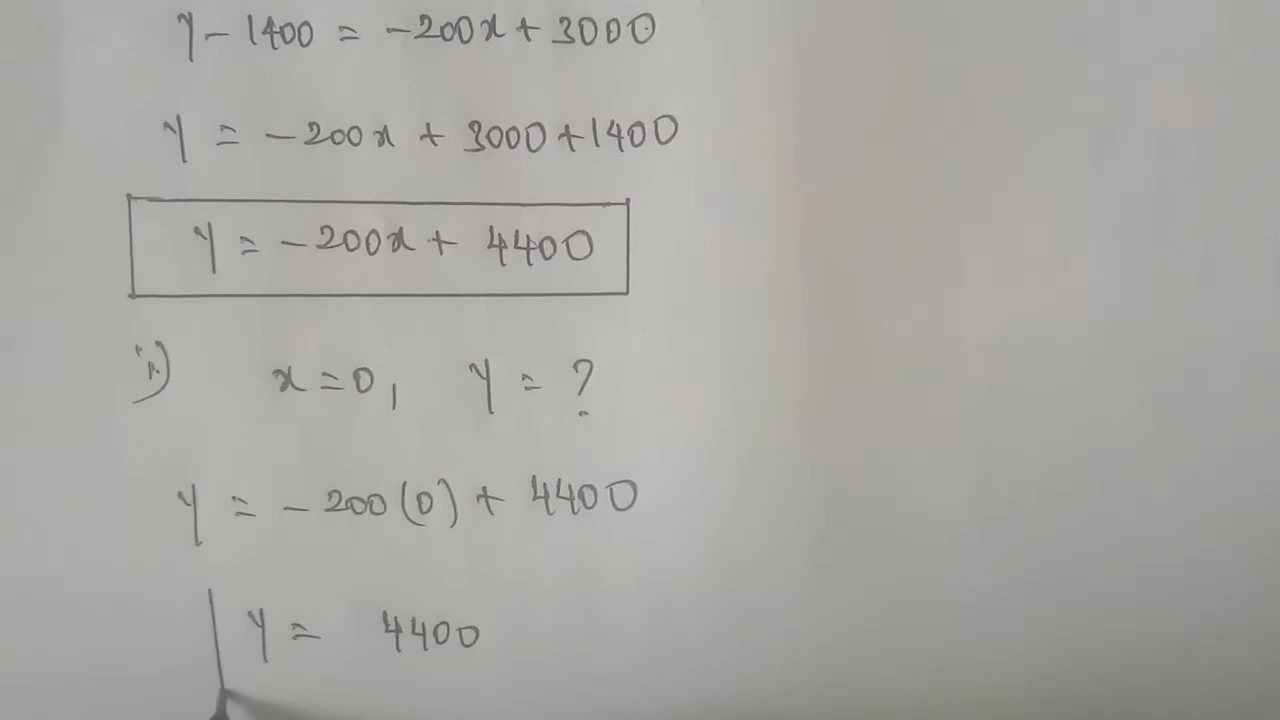 y - 1400 = -200x + 3000
y = -200x + 3000 + 1400
y = -200x + 4400
ii) x = 0, y = ?
y = -200(0) + 4400
y = 4400